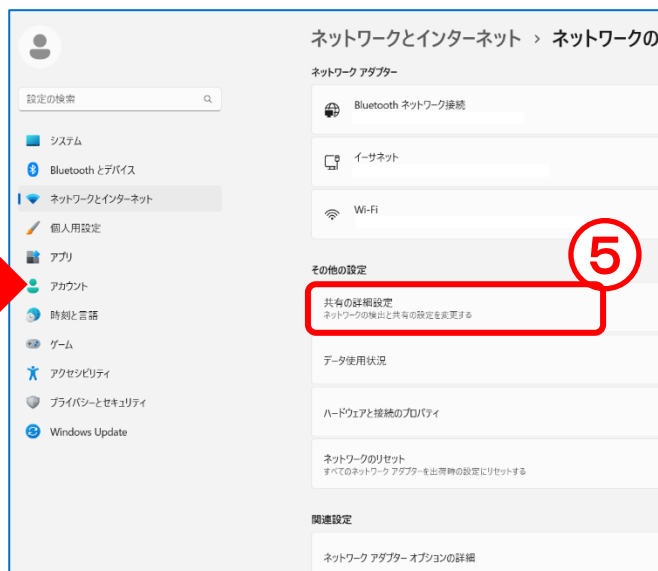 ネットワークとインターネット › ネットワークの
ネットワーク アダプター
設定の検索
Bluetooth ネットワーク接続
システム
イーサネット
Bluetooth とデバイス
ネットワークとインターネット
Wi-Fi
個人用設定
アプリ
⑤
その他の設定
アカウント
共有の詳細設定
ネットワークの検出と共有の設定を変更する
時刻と言語
ゲーム
データ使用状況
アクセシビリティ
プライバシーとセキュリティ
ハードウェアと接続のプロパティ
Windows Update
ネットワークのリセット
すべてのネットワーク アダプターを出荷時の設定にリセットする
関連設定
ネットワーク アダプター オプションの詳細